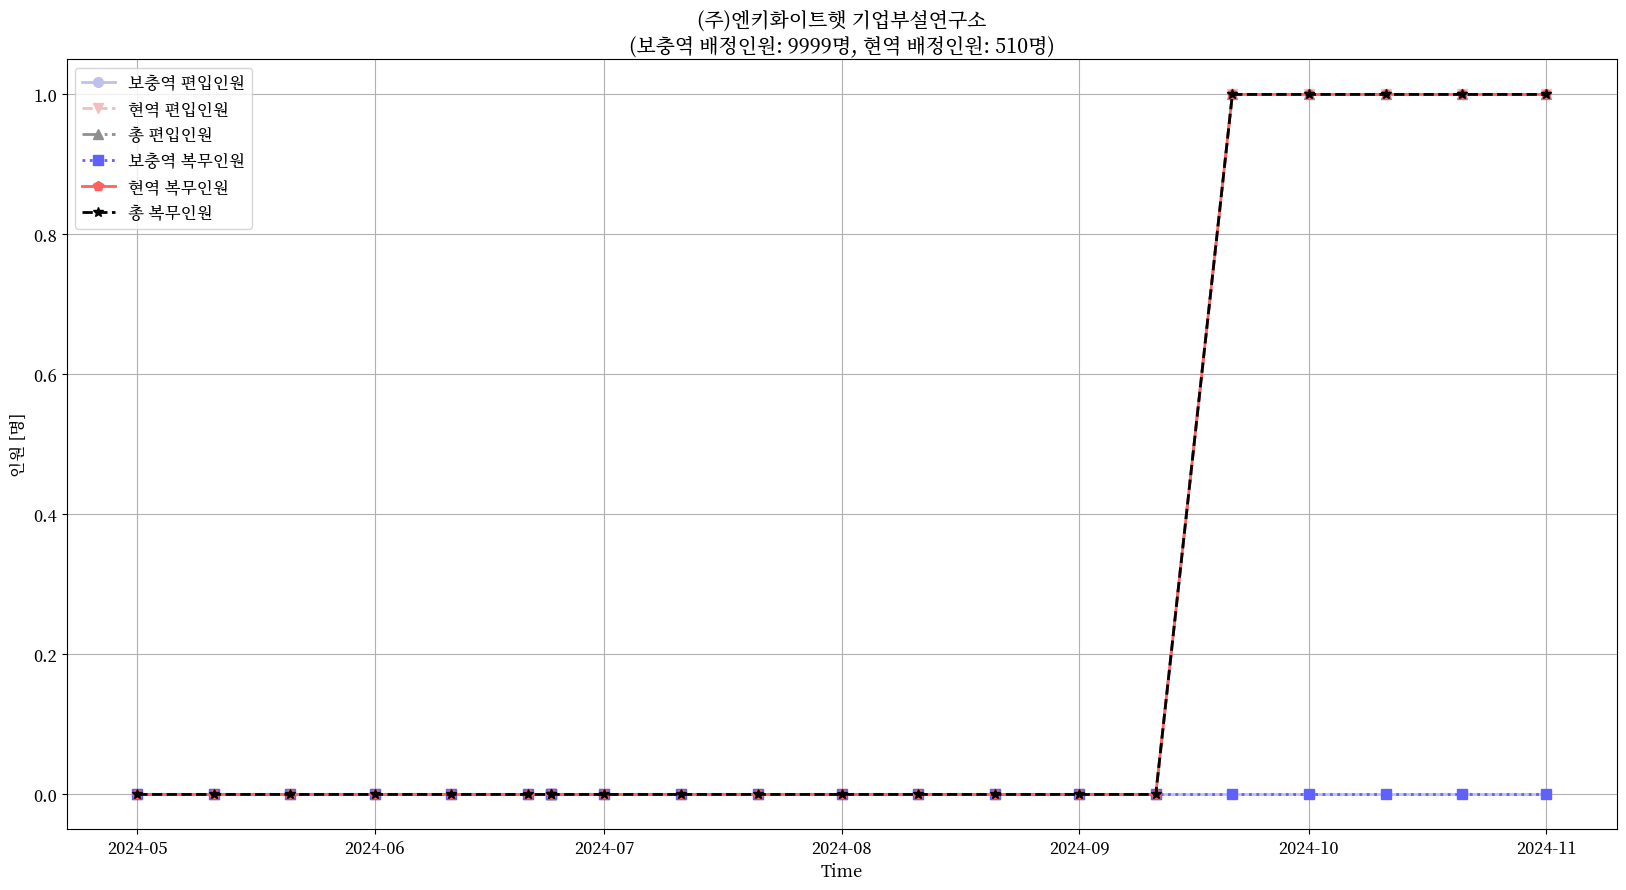 (주)엔키화이트햇 기업부설연구소
(보충역 배정인원: 9999명, 현역 배정인원: 510명)
보충역 편입인원
현역 편입인원
총 편입인원
보충역 복무인원
현역 복무인원
총 복무인원
1.0
0.8
0.6
0.4
0.2
0.0
인원 [명]
2024-05 2024-06 2024-07 2024-08 2024-09 2024-10 2024-11
Time